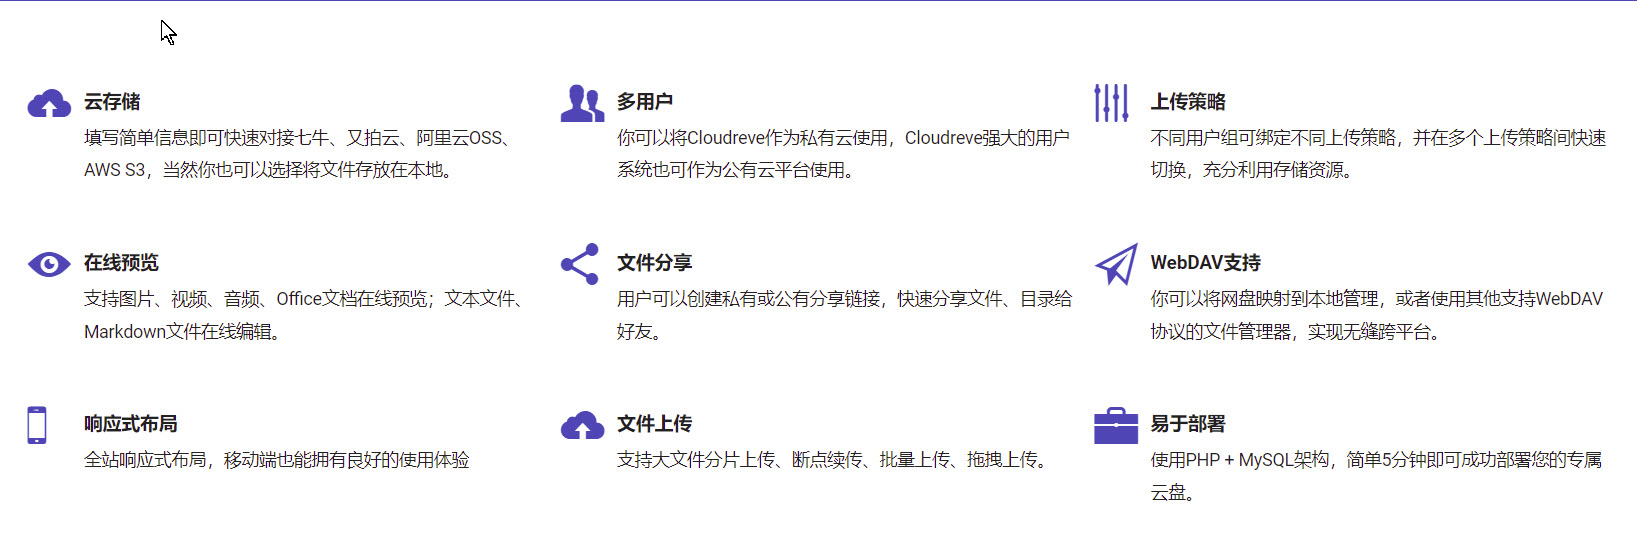 云存储
填写简单信息即可快速对接七牛、又拍云、阿里云OSS、
AWS S3，当然你也可以选择将文件存放在本地。
多用户
你可以将Cloudreve作为私有云使用，Cloudreve强大的用户
系统也可作为公有云平台使用。
上传策略
不同用户组可绑定不同上传策略，并在多个上传策略间快速
切换，充分利用存储资源。
在线预览
支持图片、视频、音频、Office文档在线预览；文本文件、
Markdown文件在线编辑。
文件分享
用户可以创建私有或公有分享链接，快速分享文件、目录给
好友。
WebDAV支持
你可以将网盘映射到本地管理，或者使用其他支持WebDAV
协议的文件管理器，实现无缝跨平台。
响应式布局
全站响应式布局，移动端也能拥有良好的使用体验
文件上传
支持大文件分片上传、断点续传、批量上传、拖拽上传。
易于部署
使用PHP + MySQL架构，简单5分钟即可成功部署您的专属
云盘。